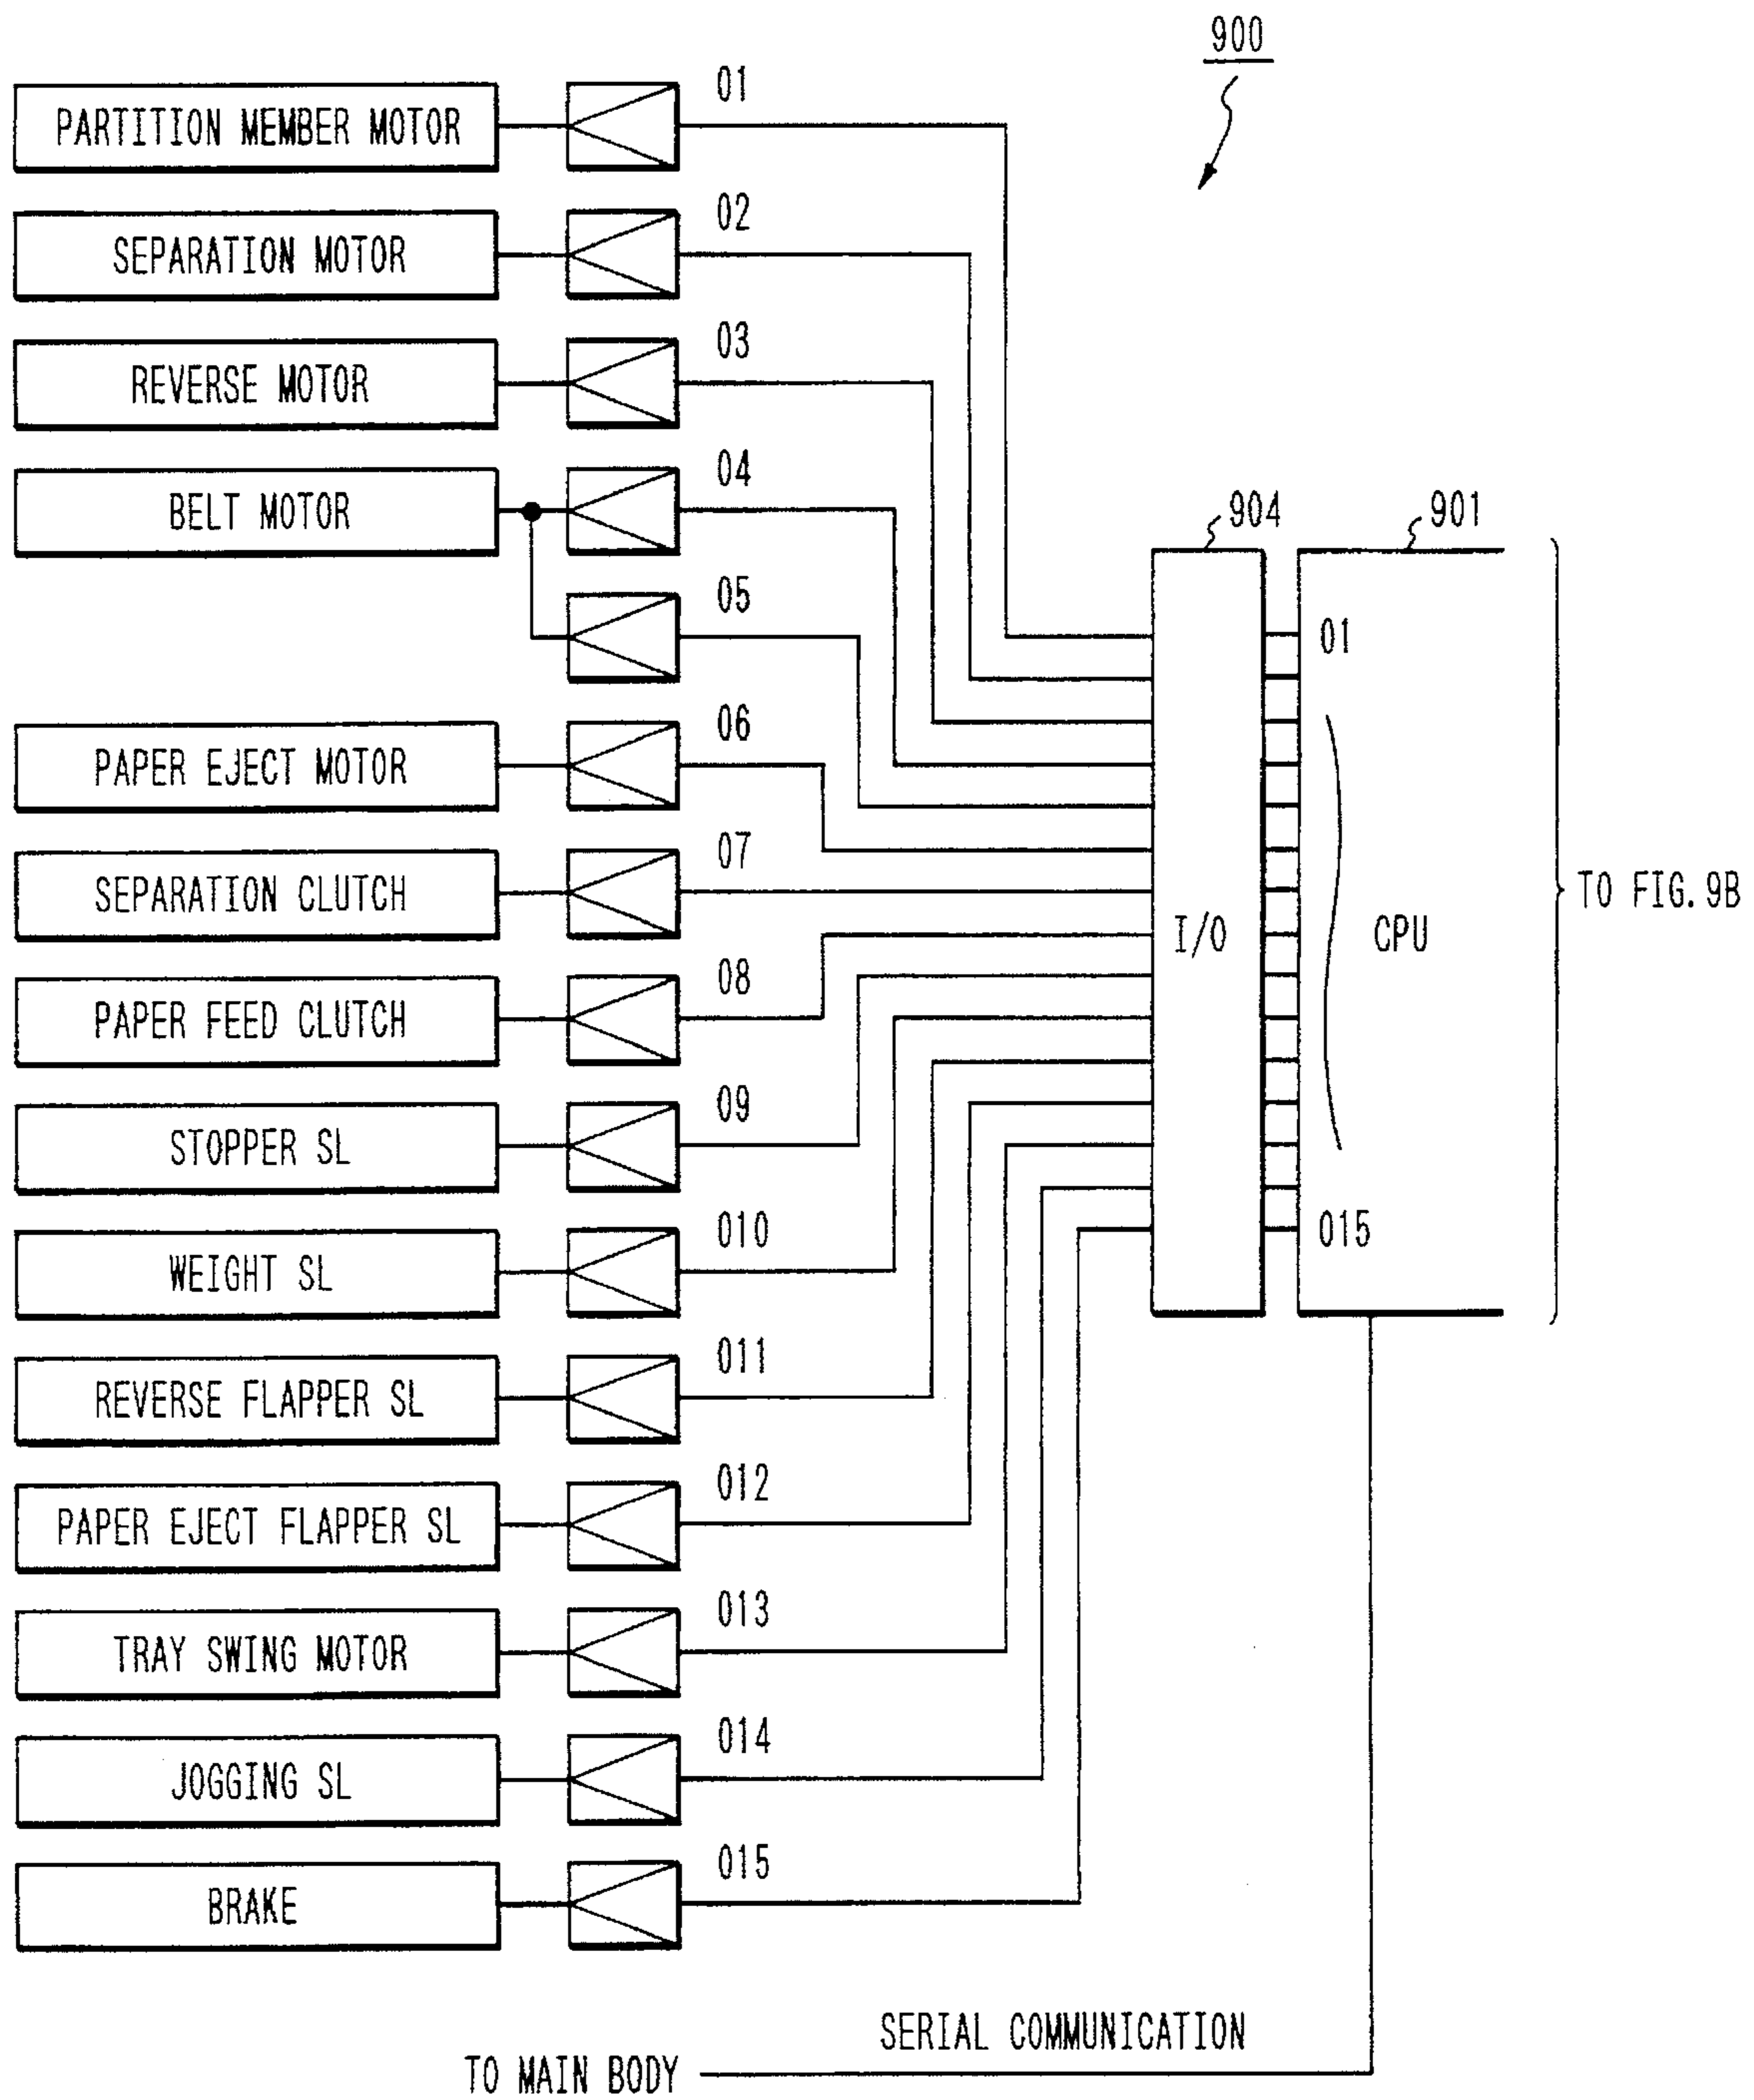 900
PARTITION MEMBER MOTOR
01
SEPARATION MOTOR
02
REVERSE MOTOR
03
BELT MOTOR
04
05
904
901
01
PAPER EJECT MOTOR
06
SEPARATION CLUTCH
07
I/O
CPU
TO FIG.9B
PAPER FEED CLUTCH
08
STOPPER SL
09
WEIGHT SL
010
015
REVERSE FLAPPER SL
011
PAPER EJECT FLAPPER SL
012
TRAY SWING MOTOR
013
JOGGING SL
014
BRAKE
015
SERIAL COMMUNICATION
TO MAIN BODY